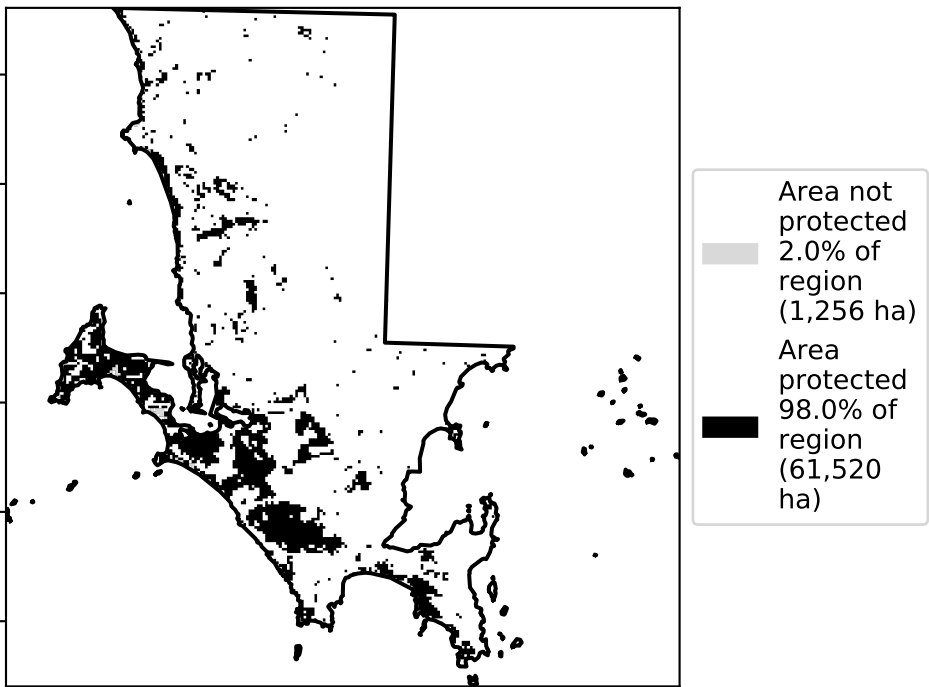 Area not
protected
2.0% of
region
(1,256 ha)
Area
protected
98.0% of
region
(61,520
ha)